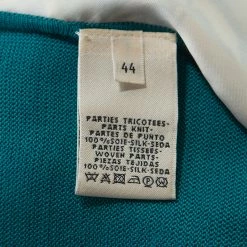 44
PARTIES TRICOTEES-
PARTS KNIT-
PARTES DE PUNTO
100%SOIE-SILK-SEDA
PARTIES TISSEES-
WOVEN PARTS-
PIEZAS TEJIDAS
100%SOIE-SILK-SEDA